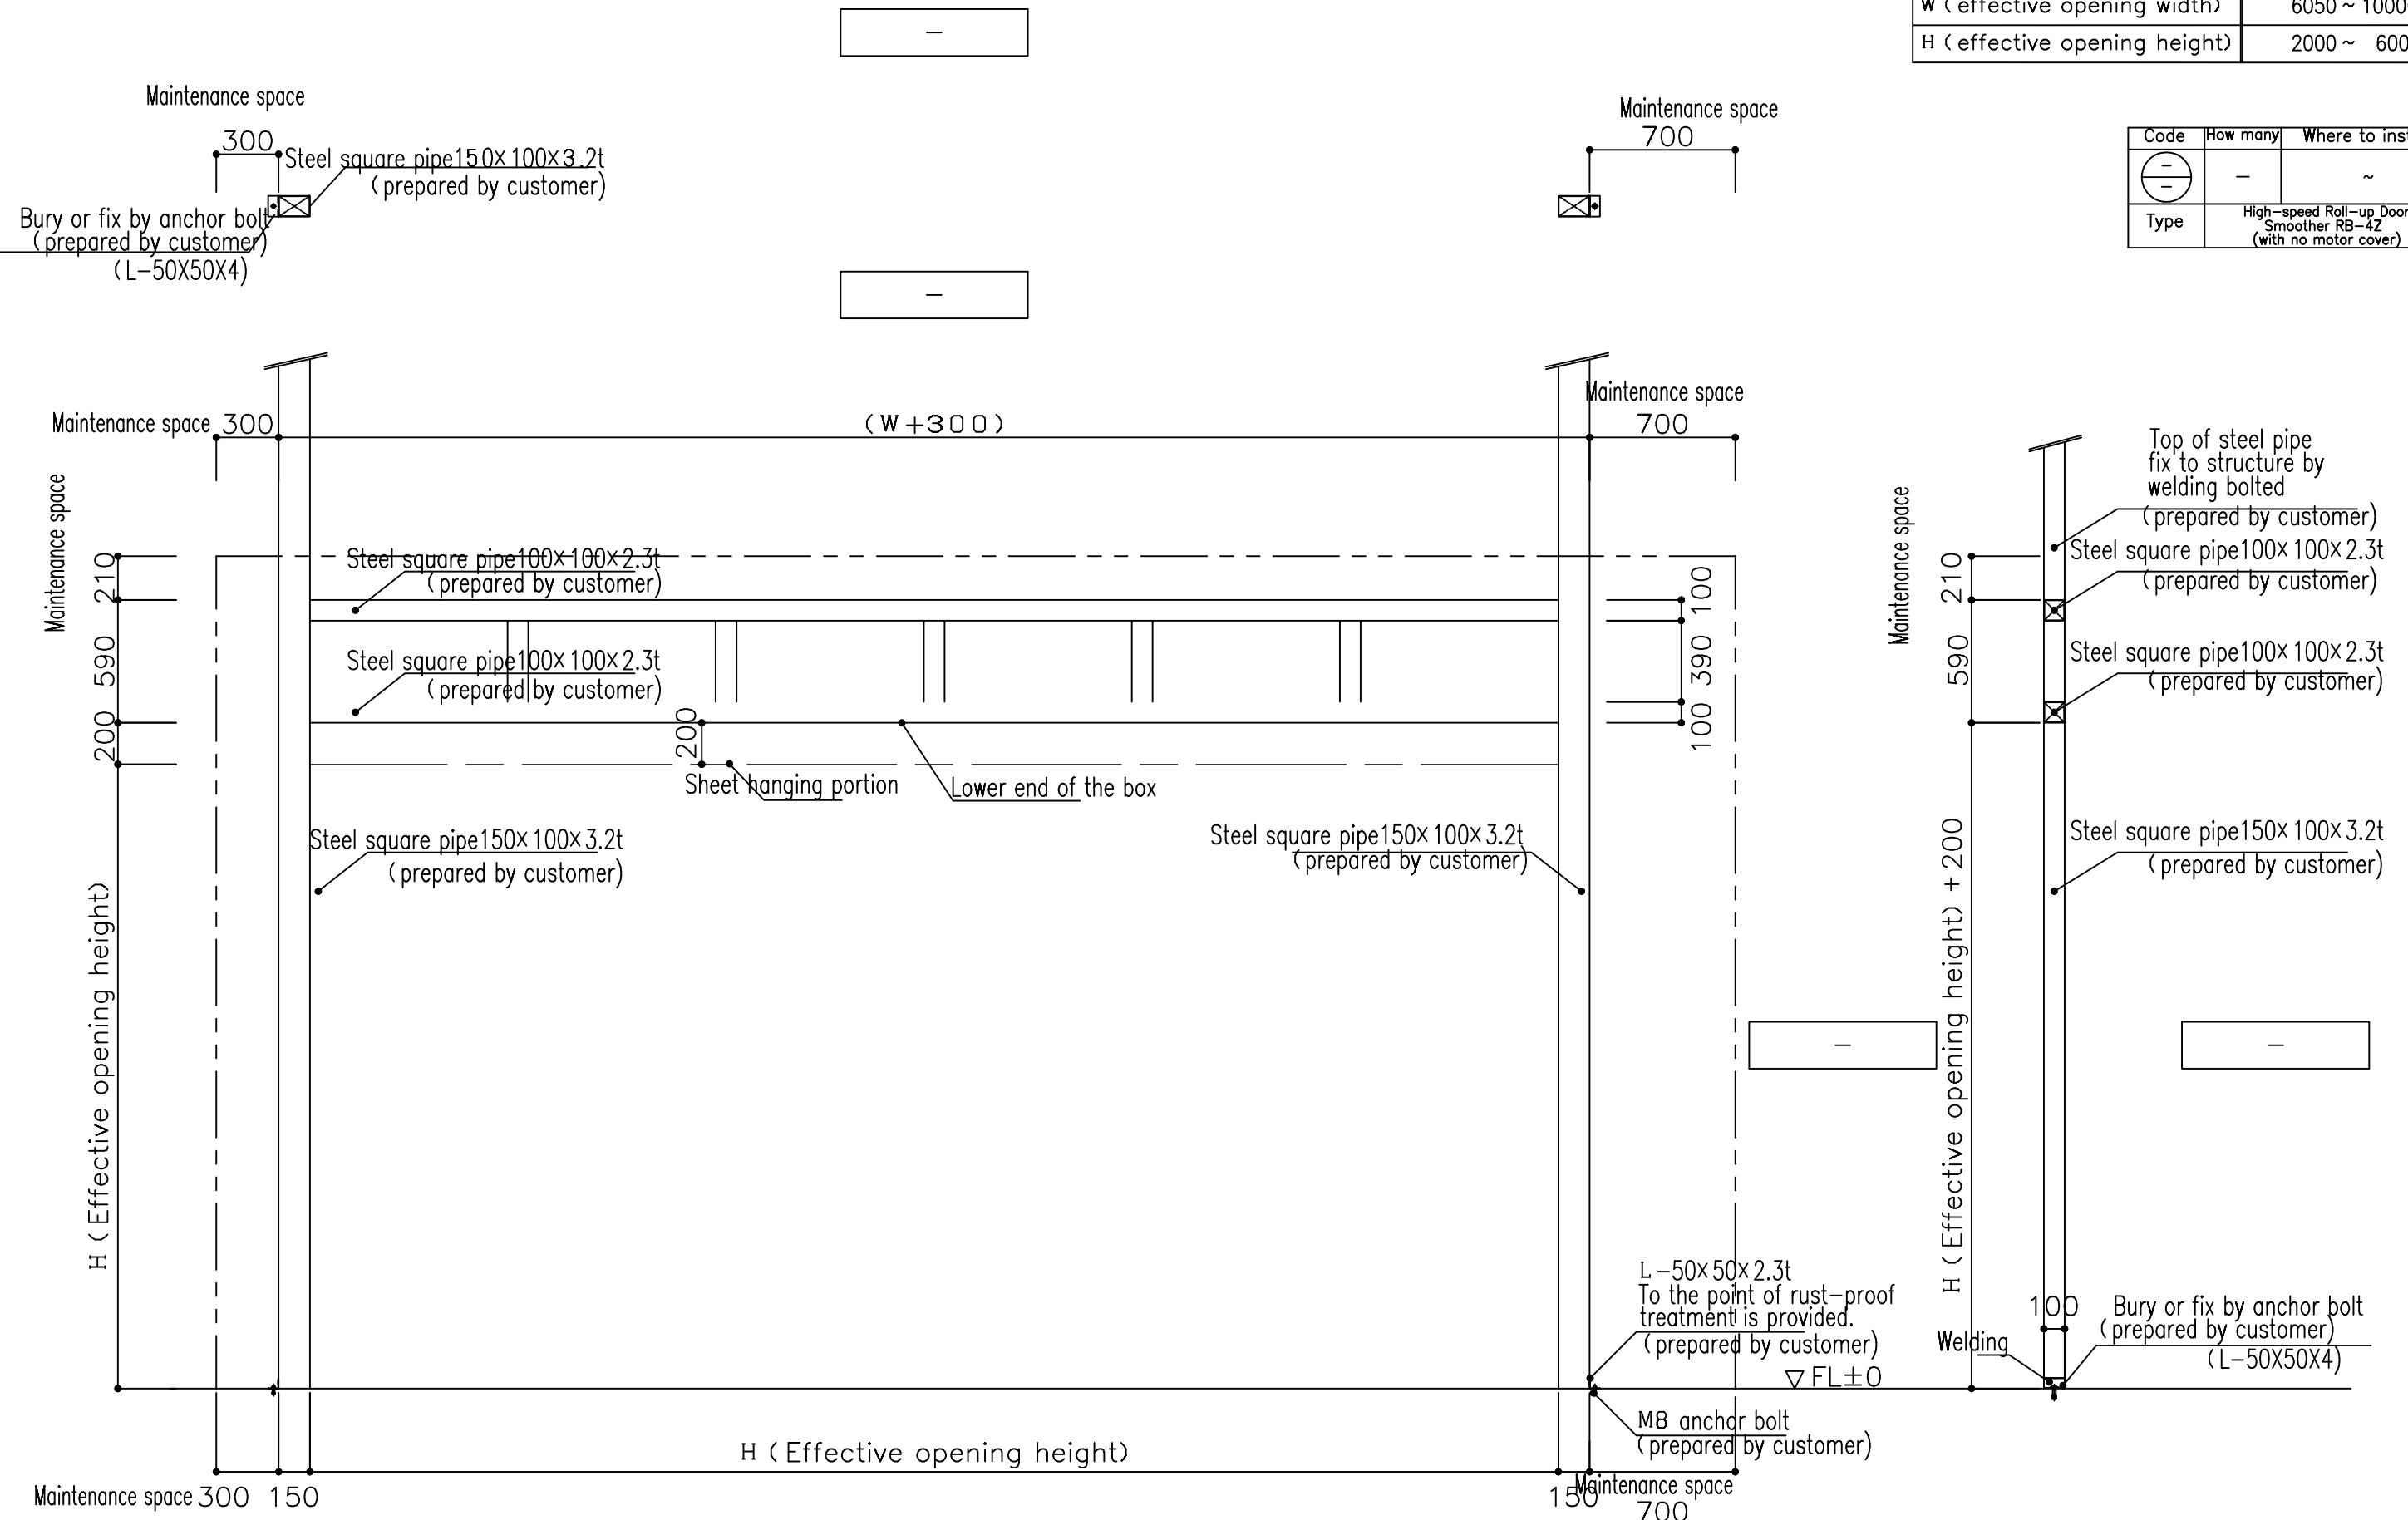 W (effective opening width) 6050 ~ 1000
H (effective opening height) 2000 ~ 600
—
Maintenance space
300
Steel square pipe150×100×3.2t
(prepared by customer)
Bury or fix by anchor bolt
(prepared by customer)
(L-50X50X4)
Maintenance space
700
Code How many Where to inst
— — — ~
Type High-speed Roll-up Door
Smoother RB-4Z
(with no motor cover)
—
Maintenance space 300
(W+300)
Maintenance space
700
Maintenance space
210
590
200
H (Effective opening height)
Steel square pipe100×100×2.3t
(prepared by customer)
Steel square pipe100×100×2.3t
(prepared by customer)
200
Sheet hanging portion
Lower end of the box
100
390
100
Steel square pipe150×100×3.2t
(prepared by customer)
Steel square pipe150×100×3.2t
(prepared by customer)
L-50×50×2.3t
To the point of rust-proof
treatment is provided.
(prepared by customer)
▽ FL±0
M8 anchor bolt
(prepared by customer)
H (Effective opening height)
Maintenance space 300 150
150
Maintenance space
700
—
Maintenance space
210
590
H (Effective opening height) +200
Top of steel pipe
fix to structure by
welding bolted
(prepared by customer)
Steel square pipe100×100×2.3t
(prepared by customer)
Steel square pipe100×100×2.3t
(prepared by customer)
Steel square pipe150×100×3.2t
(prepared by customer)
—
100
Welding
Bury or fix by anchor bolt
(prepared by customer)
(L-50X50X4)